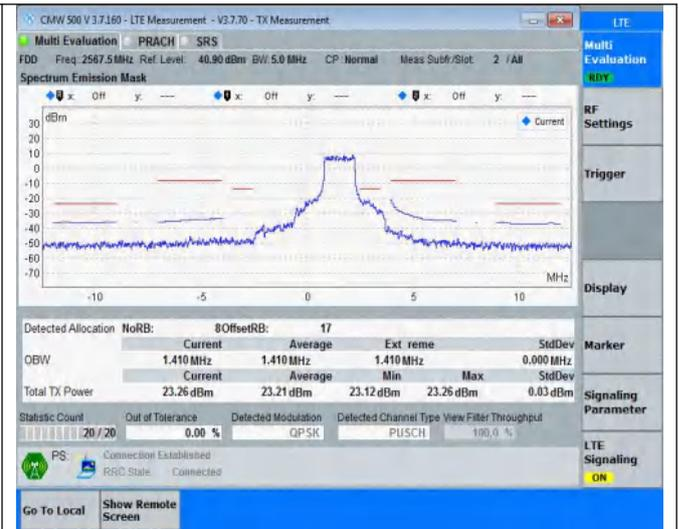 CMW 500 V 3.7.160 - LTE Measurement - V3.7.70 - TX Measurement
LTE
Multi Evaluation PRACH SRS
Multi Evaluation
RDY
FDD Freq.:2567.5 MHz Ref. Level: 40.90 dBm BW: 5.0 MHz CP :Normal Meas Subfr./Slot: 2 /All
Spectrum Emission Mask
x: Off y: --- x: Off y: --- x: Off y: ---
dBm
Current
30
20
10
0
-10
-20
-30
-40
-50
-60
-70
MHz
-10 -5 0 5 10
RF Settings
Trigger
Display
Marker
Signaling Parameter
LTE Signaling
ON
Detected Allocation NoRB: 8OffsetRB: 17
Current Average Ext reme StdDev
OBW 1.410 MHz 1.410 MHz 1.410 MHz 0.000 MHz
Current Average Min Max StdDev
Total TX Power 23.26 dBm 23.21 dBm 23.12 dBm 23.26 dBm 0.03 dBm
Statistic Count Out of Tolerance Detected Modulation Detected Channel Type View Filter Throughput
20 / 20 0.00 % QPSK PUSCH 100.0 %
PS: Connection Established
RRC State Connected
Go To Local Show Remote Screen